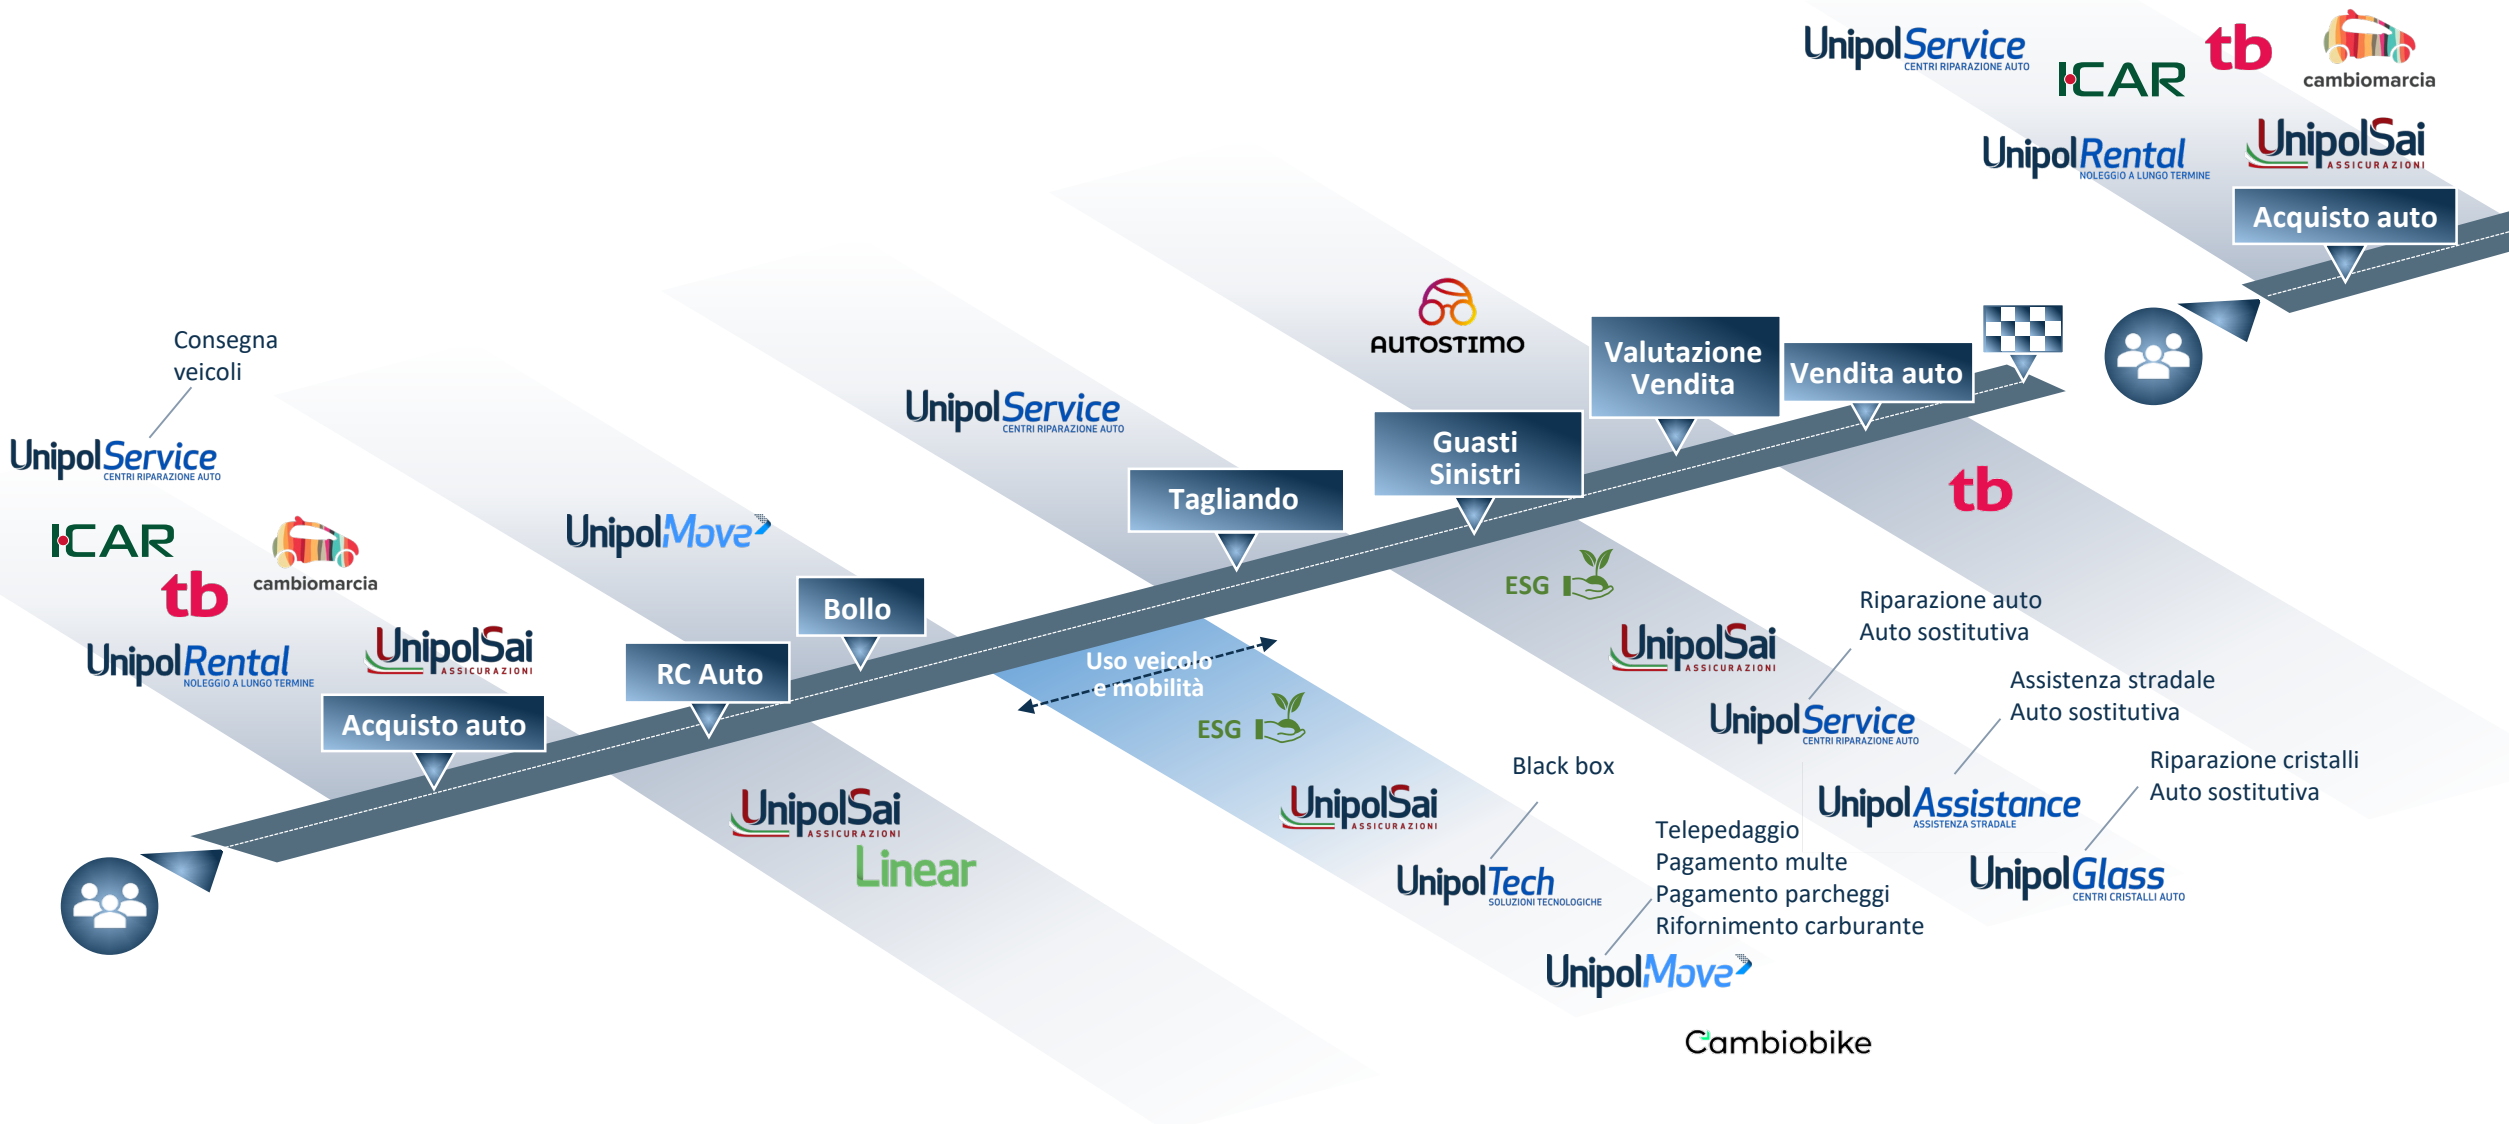 UnipolService
CENTRI RIPARAZIONE AUTO
tb
cambiomarcia
ICAR
UnipolRental
NOLEGGIO A LUNGO TERMINE
UnipolSai
ASSICURAZIONI
Acquisto auto
AUTOSTIMO
Valutazione
Vendita
Vendita auto
Consegna
veicoli
UnipolService
CENTRI RIPARAZIONE AUTO
UnipolService
CENTRI RIPARAZIONE AUTO
Guasti
Sinistri
Tagliando
tb
ICAR
cambiomarcia
tb
UnipolMove
Bollo
ESG
UnipolRental
NOLEGGIO A LUNGO TERMINE
UnipolSai
ASSICURAZIONI
RC Auto
Acquisto auto
Uso veicolo
e mobilità
ESG
UnipolSai
ASSICURAZIONI
Riparazione auto
Auto sostitutiva
UnipolService
CENTRI RIPARAZIONE AUTO
Assistenza stradale
Auto sostitutiva
UnipolAssistance
ASSISTENZA STRADALE
Riparazione cristalli
Auto sostitutiva
UnipolGlass
CENTRI CRISTALLI AUTO
UnipolSai
ASSICURAZIONI
Linear
UnipolSai
ASSICURAZIONI
Black box
UnipolTech
SOLUZIONI TECNOLOGICHE
Telepedaggio
Pagamento multe
Pagamento parcheggi
Rifornimento carburante
UnipolMove
Cambiobike